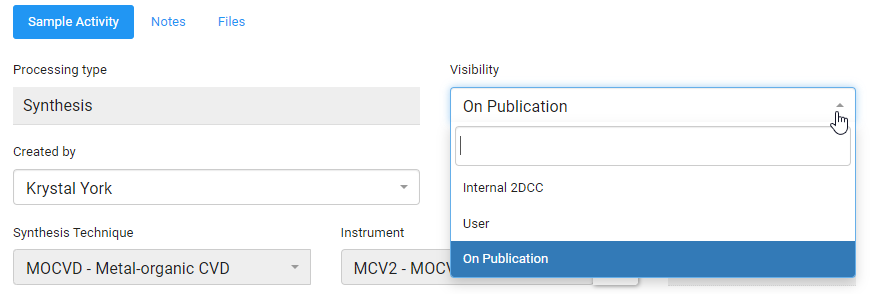 Sample Activity Notes Files
Processing type Visibility
Synthesis On Publication
Created by
Krystal York Internal 2DCC
User
Synthesis Technique Instrument
On Publication
MOCVD - Metal-organic CVD MCV2 - MOCV